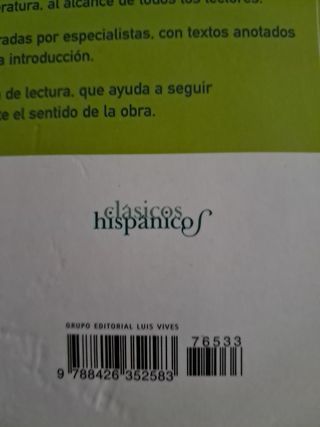 eratura, al alcance de todos los lectores.
radas por especialistas, con textos anotados
a introducción.
de lectura, que ayuda a seguir
e el sentido de la obra.
clásicos
hispánicos
GRUPO EDITORIAL LUIS VIVES
76533
9 788426 352583